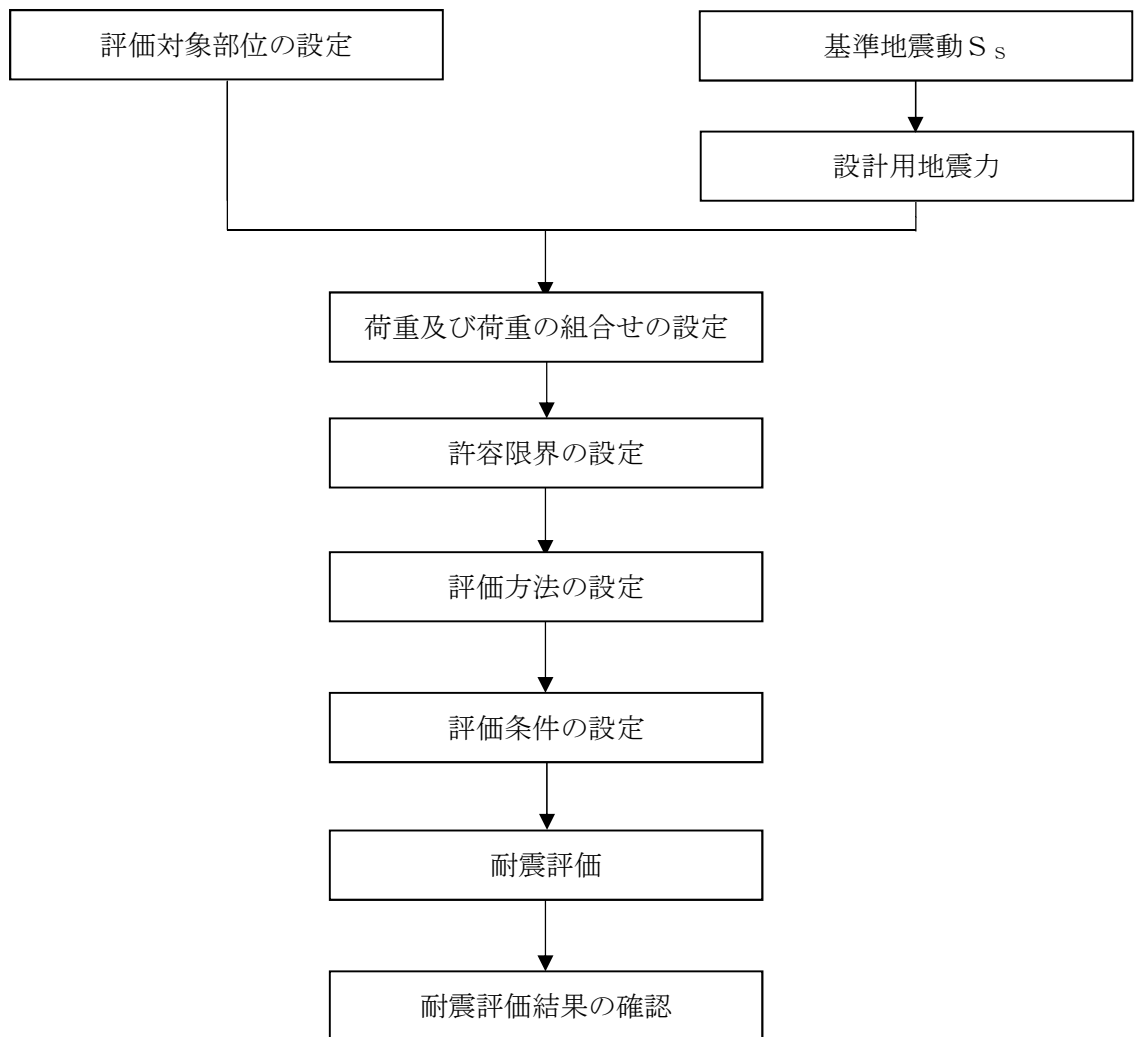 評価対象部位の設定
基準地震動Ｓｓ
設計用地震力
荷重及び荷重の組合せの設定
許容限界の設定
評価方法の設定
評価条件の設定
耐震評価
耐震評価結果の確認